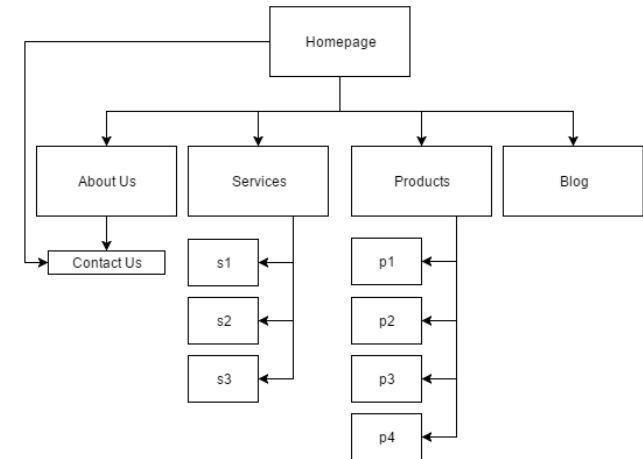 Homepage
About Us
Services
Products
Blog
Contact Us
s1
p1
s2
p2
s3
p3
p4